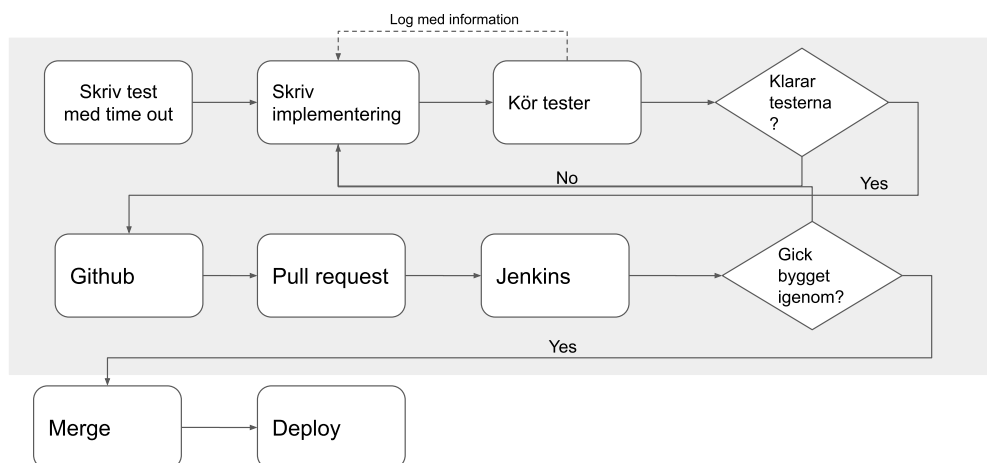 Log med information
Skriv test
med time out
Skriv
implementering
Kör tester
Klarar
testerna
?
No
Yes
Github
Pull request
Jenkins
Gick
bygget
igenom?
Yes
Merge
Deploy